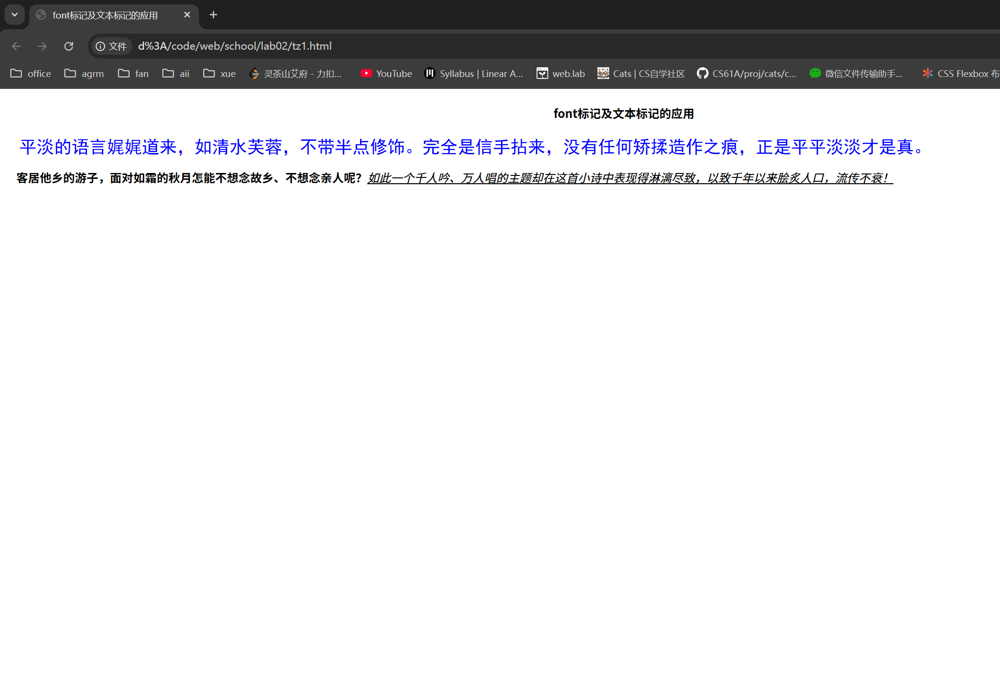 font标记及文本标记的应用
文件 d%3A/code/web/school/lab02/tz1.html
office agrm fan aii xue 灵茶山艾府 - 力扣... YouTube Syllabus | Linear A... web.lab Cats | CS自学社区 CS61A/proj/cats/c... 微信文件传输助手... CSS Flexbox 布
font标记及文本标记的应用
平淡的语言娓娓道来，如清水芙蓉，不带半点修饰。完全是信手拈来，没有任何矫揉造作之痕，正是平平淡淡才是真。
客居他乡的游子，面对如霜的秋月怎能不想念故乡、不想念亲人呢？如此一个千人吟、万人唱的主题却在这首小诗中表现得淋漓尽致，以致千年以来脍炙人口，流传不衰！